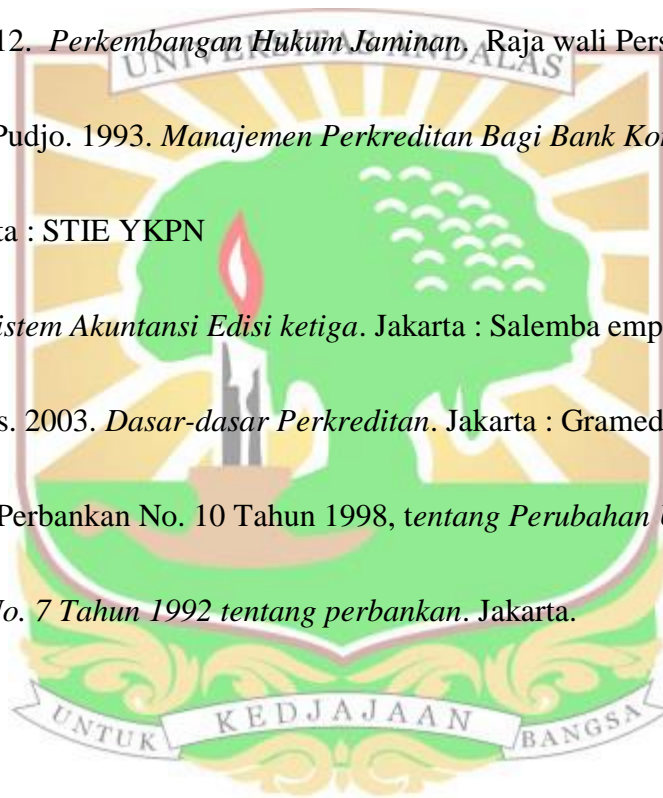 12. Perkembangan Hukum Jaminan. Raja wali Pers
UNIVERSITAS ANDALAS
Pudjo. 1993. Manajemen Perkreditan Bagi Bank Ko
ta : STIE YKPN
istem Akuntansi Edisi ketiga. Jakarta : Salemba emp
s. 2003. Dasar-dasar Perkreditan. Jakarta : Gramed
Perbankan No. 10 Tahun 1998, tentang Perubahan
No. 7 Tahun 1992 tentang perbankan. Jakarta.
UNTUK KEDJAJAAN BANGSA